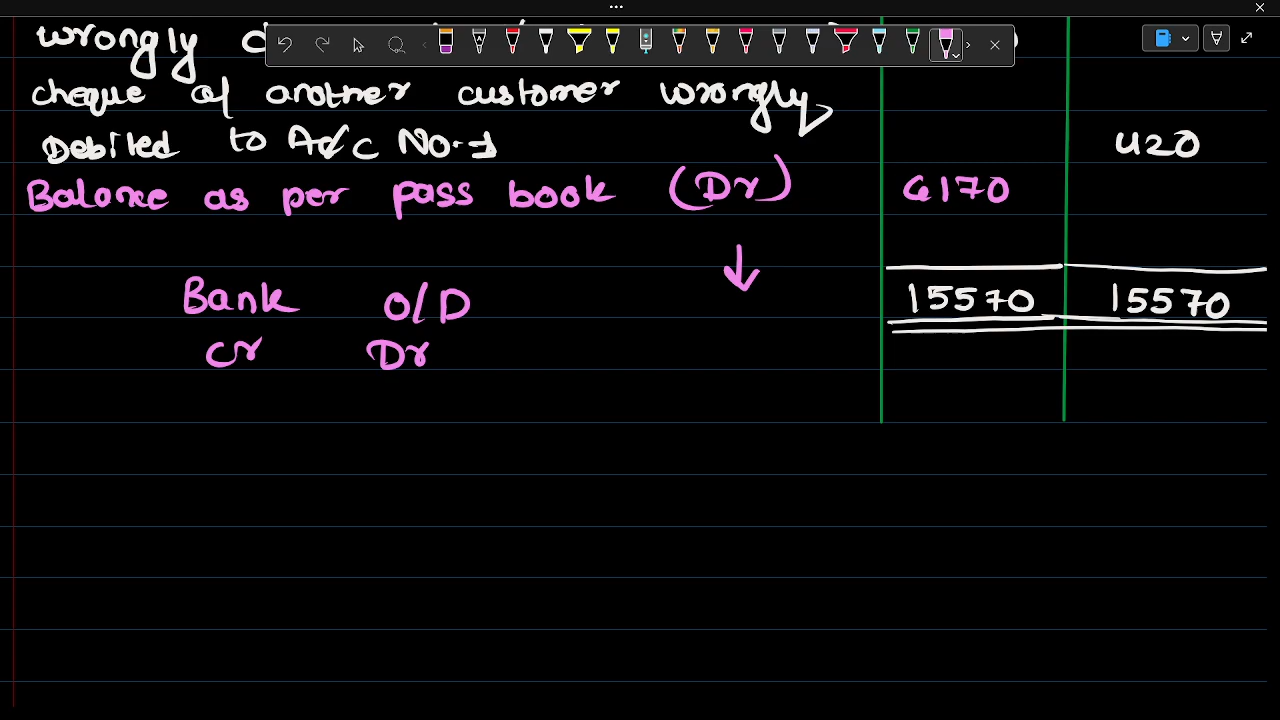 wrongly
cheque of another customer wrongly
Debited to A/c No.1 420
Balance as per pass book (Dr) 6170
Bank O/D 15570 15570
Cr Dr